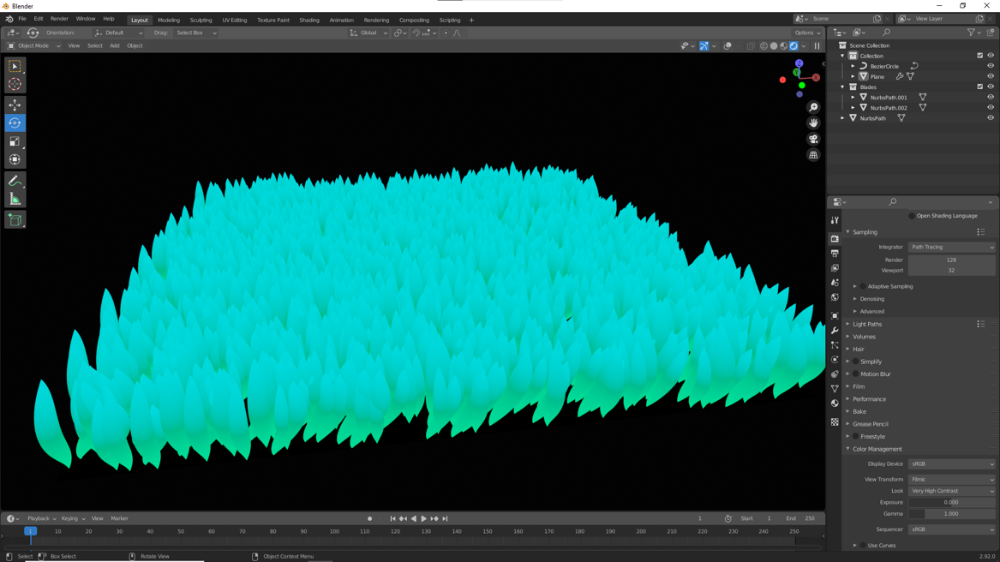 Blender
File Edit Render Window Help Layout Modeling Sculpting UV Editing Texture Paint Shading Animation Rendering Compositing Scripting + Scene View Layer
Orientation: Default Drag: Select Box Global Options
Object Mode View Select Add Object
Scene Collection
Collection
BezierCircle
Plane
Blades
NurbsPath.001
NurbsPath.002
NurbsPath
Z
X
Y
Open Shading Language
Sampling
Integrator Path Tracing
Render 128
Viewport 32
Adaptive Sampling
Denoising
Advanced
Light Paths
Volumes
Hair
Simplify
Motion Blur
Film
Performance
Bake
Grease Pencil
Freestyle
Color Management
Display Device sRGB
View Transform Filmic
Look Very High Contrast
Exposure 0.000
Gamma 1.000
Sequencer sRGB
Use Curves
Playback Keying View Marker 1 Start 1 End 250
1 10 20 30 40 50 60 70 80 90 100 110 120 130 140 150 160 170 180 190 200 210 220 230 240 250
Select Box Select Rotate View Object Context Menu 2.92.0